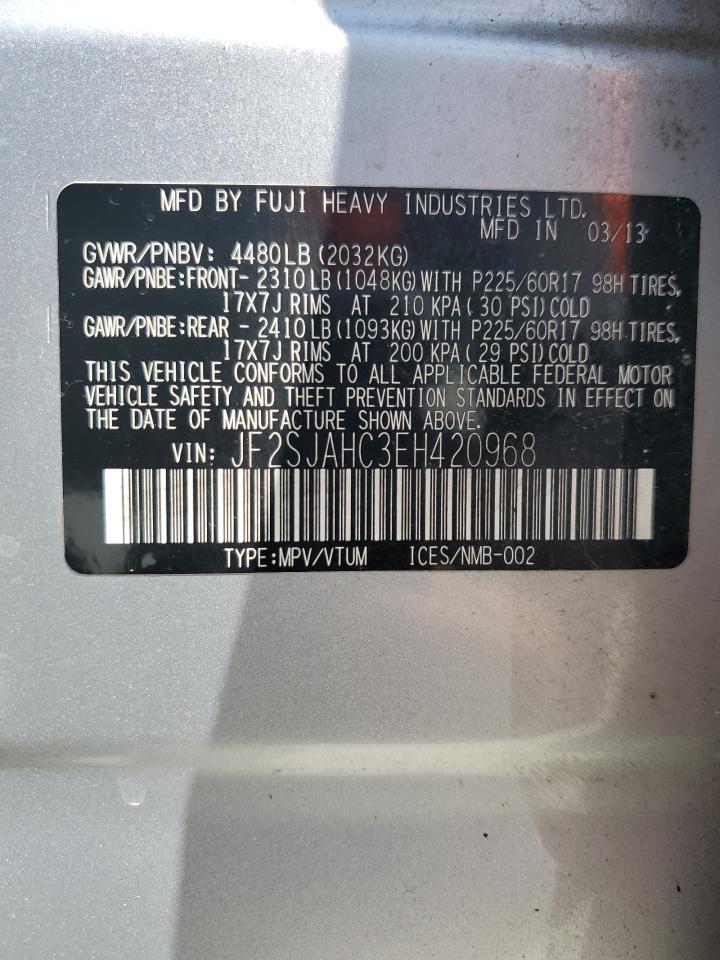 MFD BY FUJI HEAVY INDUSTRIES LTD.
MFD IN 03/13
GVWR/PNBV: 4480LB (2032KG)
GAWR/PNBE:FRONT- 2310LB (1048KG) WITH P225/60R17 98H TIRES,
17X7J RIMS AT 210 KPA ( 30 PSI) COLD
GAWR/PNBE:REAR - 2410LB (1093KG) WITH P225/60R17 98H TIRES,
17X7J RIMS AT 200 KPA ( 29 PSI) COLD
THIS VEHICLE CONFORMS TO ALL APPLICABLE FEDERAL MOTOR
VEHICLE SAFETY AND THEFT PREVENTION STANDARDS IN EFFECT ON
THE DATE OF MANUFACTURE SHOWN ABOVE.
VIN: JF2SJAHC3EH420968
TYPE:MPV/VTUM ICES/NMB-002